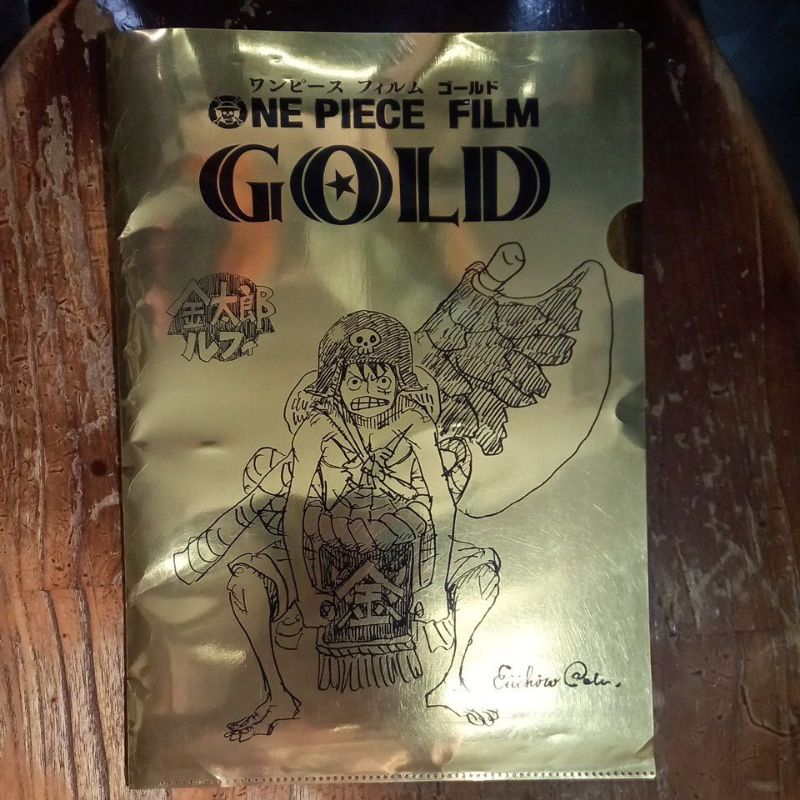 ワンピース フィルム ゴールド
ONE PIECE FILM
GOLD
金太郎
ルフィ
金
Eiichiro Oda.